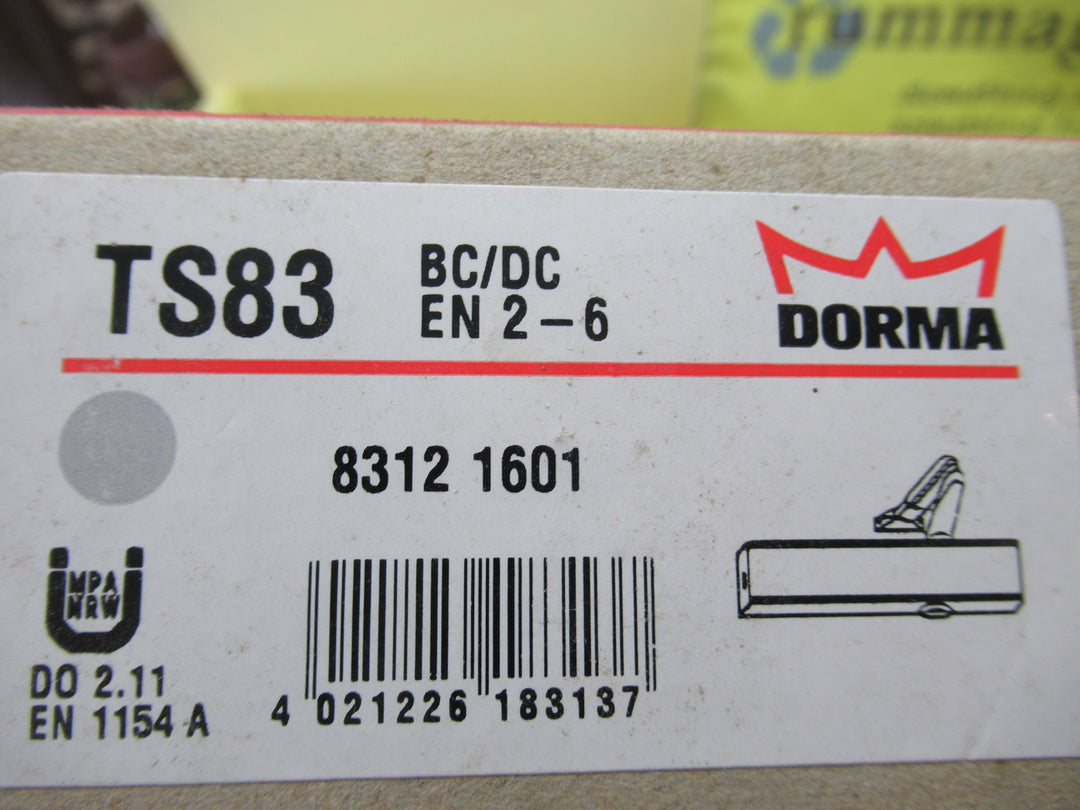 rummag
TS83
BC/DC
EN 2-6
DORMA
8312 1601
MPA
NRW
DO 2.11
EN 1154 A
4 021226 183137